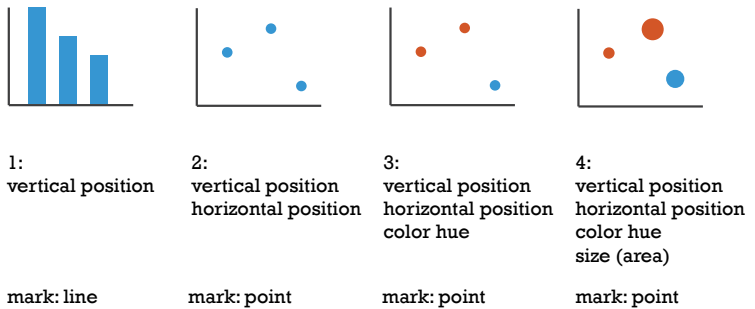 1:
vertical position
mark: line
2:
vertical position
horizontal position
mark: point
3:
vertical position
horizontal position
color hue
mark: point
4:
vertical position
horizontal position
color hue
size (area)
mark: point